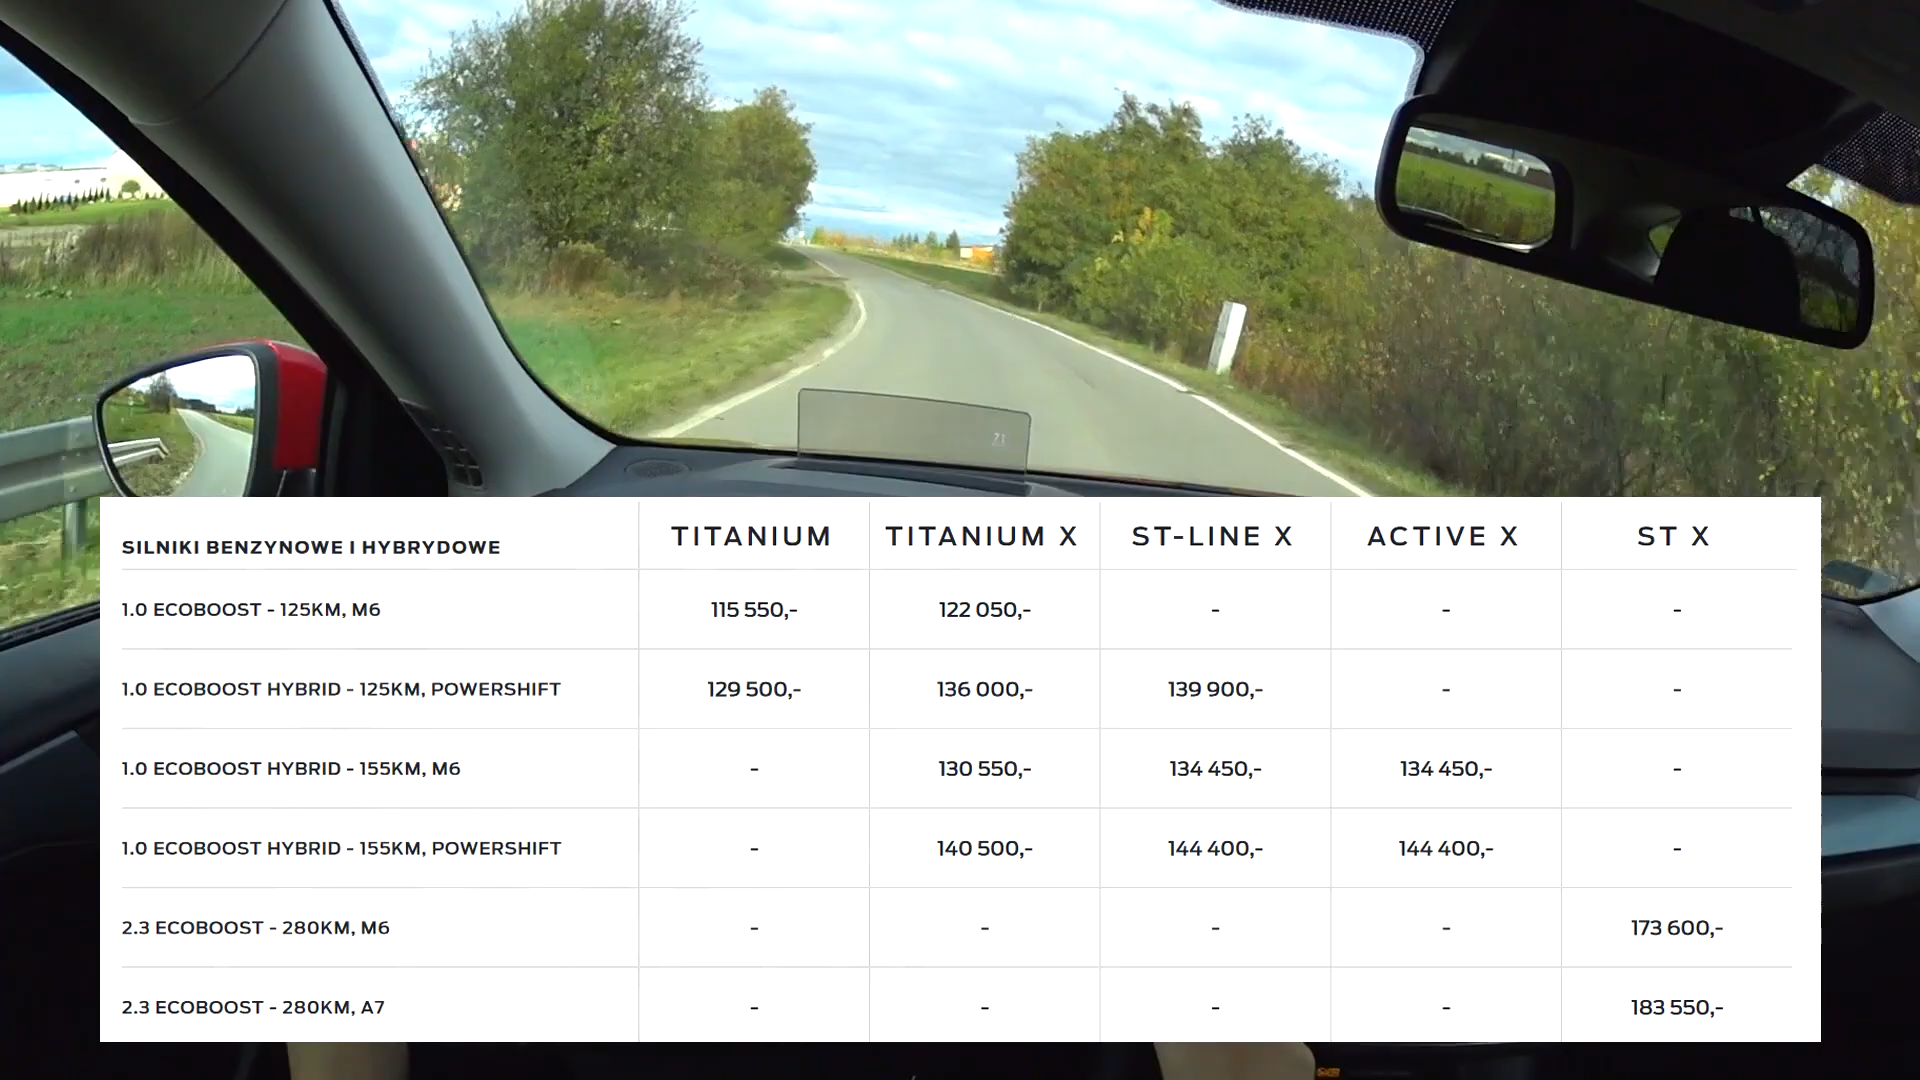 71
SILNIKI BENZYNOWE I HYBRYDOWE TITANIUM TITANIUM X ST-LINE X ACTIVE X ST X
1.0 ECOBOOST - 125KM, M6 115 550,- 122 050,- - - -
1.0 ECOBOOST HYBRID - 125KM, POWERSHIFT 129 500,- 136 000,- 139 900,- - -
1.0 ECOBOOST HYBRID - 155KM, M6 - 130 550,- 134 450,- 134 450,- -
1.0 ECOBOOST HYBRID - 155KM, POWERSHIFT - 140 500,- 144 400,- 144 400,- -
2.3 ECOBOOST - 280KM, M6 - - - - 173 600,-
2.3 ECOBOOST - 280KM, A7 - - - - 183 550,-